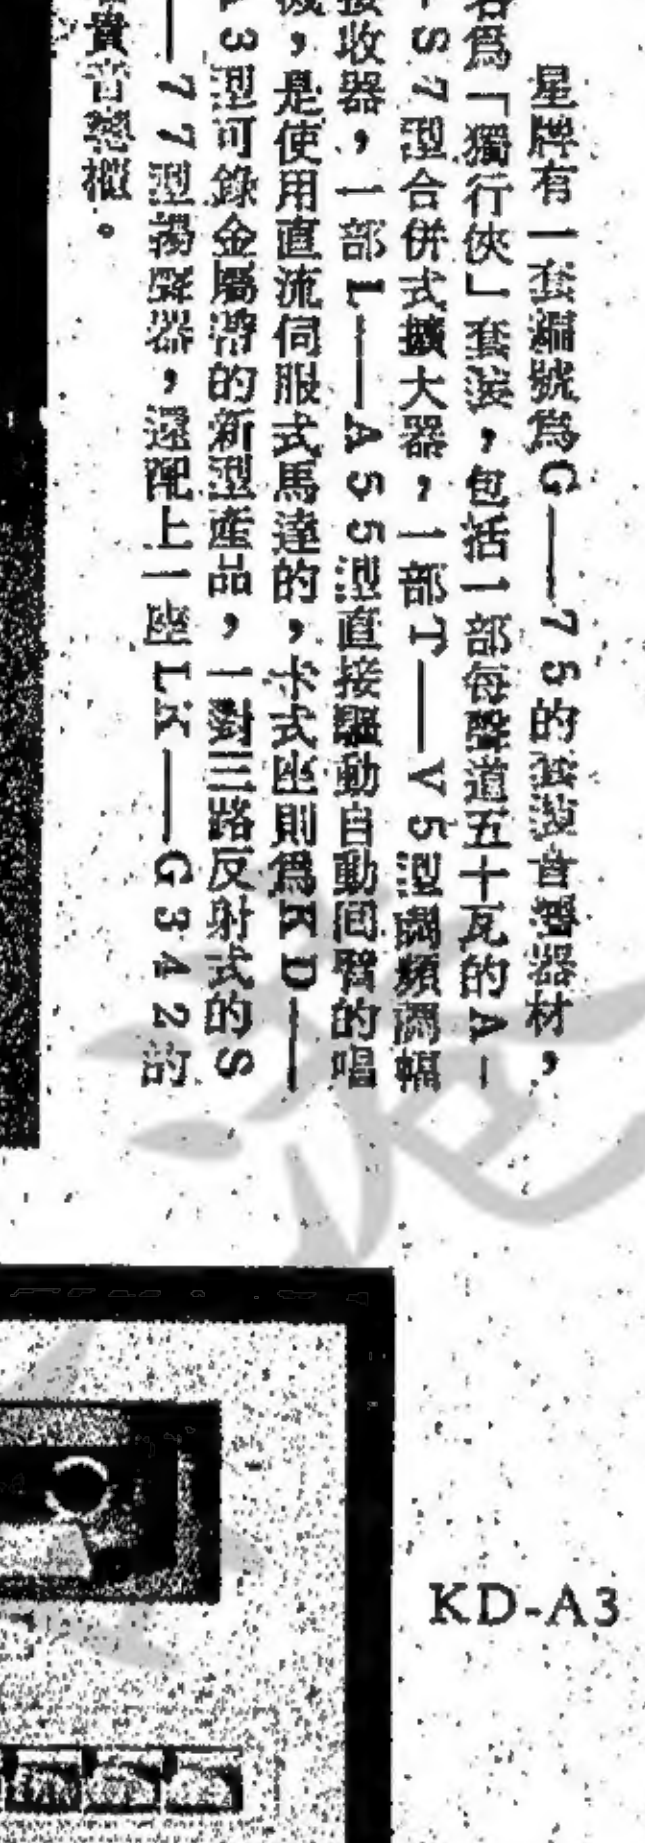 星牌有一套編號爲G——75的套裝音響器材，
名爲「獨行俠」套裝，包括一部每聲道五十瓦的A—
—S7型合併式擴大器，一部T——V5型調頻調幅
接收器，一部L——A55型直接驅動自動回臂的唱
機，是使用直流伺服式馬達的，卡式座則爲KD——
A3型可錄金屬帶的新型產品，一對三路反射式的S
——77型揚聲器，還配上一座LK——G342的
貴音響櫃。
KD-A3